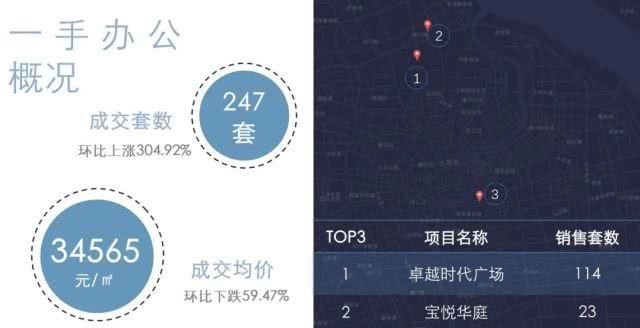 一手办公
概况
247
套
成交套数
环比上涨304.92%
34565
元/㎡
成交均价
环比下跌59.47%
2
1
3
TOP3 项目名称 销售套数
1 卓越时代广场 114
2 宝悦华庭 23